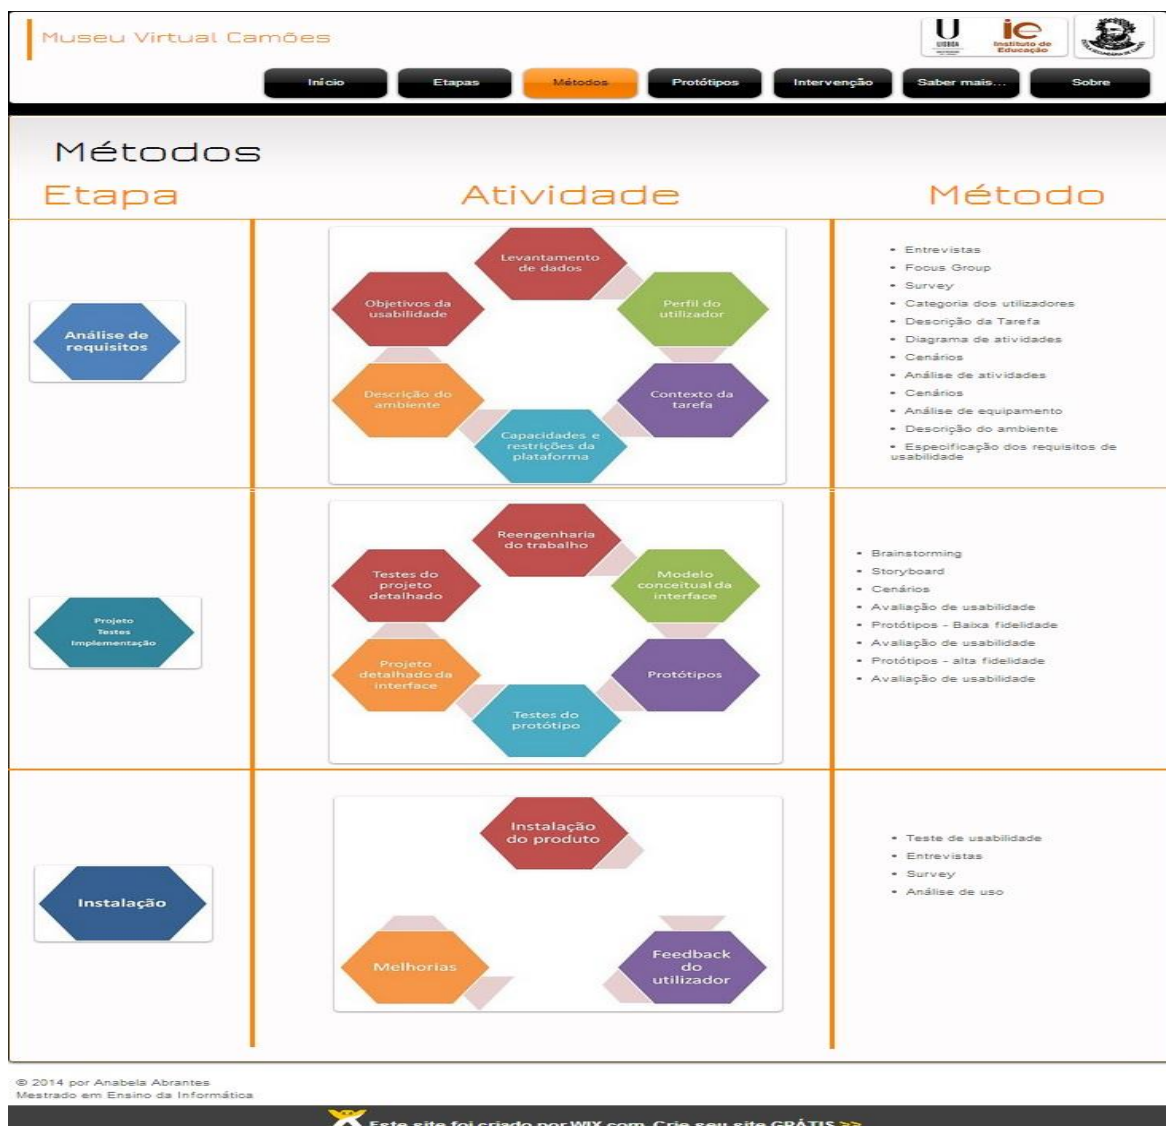 Museu Virtual Camões
U
LISBOA
ie
Instituto de
Educação
Início
Etapas
Métodos
Protótipos
Intervenção
Saber mais...
Sobre
Métodos
Etapa
Atividade
Método
Análise de
requisitos
Levantamento
de dados
Perfil do
utilizador
Contexto da
tarefa
Capacidades e
restrições da
plataforma
Descrição do
ambiente
Objetivos da
usabilidade
• Entrevistas
• Focus Group
• Survey
• Categoria dos utilizadores
• Descrição da Tarefa
• Diagrama de atividades
• Cenários
• Análise de atividades
• Cenários
• Análise de equipamento
• Descrição do ambiente
• Especificação dos requisitos de
usabilidade
Projeto
Testes
Implementação
Reengenharia
do trabalho
Modelo
conceitual da
interface
Protótipos
Testes do
protótipo
Projeto
detalhado da
interface
Testes do
projeto
detalhado
• Brainstorming
• Storyboard
• Cenários
• Avaliação de usabilidade
• Protótipos - Baixa fidelidade
• Avaliação de usabilidade
• Protótipos - alta fidelidade
• Avaliação de usabilidade
Instalação
Instalação
do produto
Feedback
do
utilizador
Melhorias
• Teste de usabilidade
• Entrevistas
• Survey
• Análise de uso
© 2014 por Anabela Abrantes
Mestrado em Ensino da Informática
Este site foi criado por WIX.com. Crie seu site GRÁTIS >>